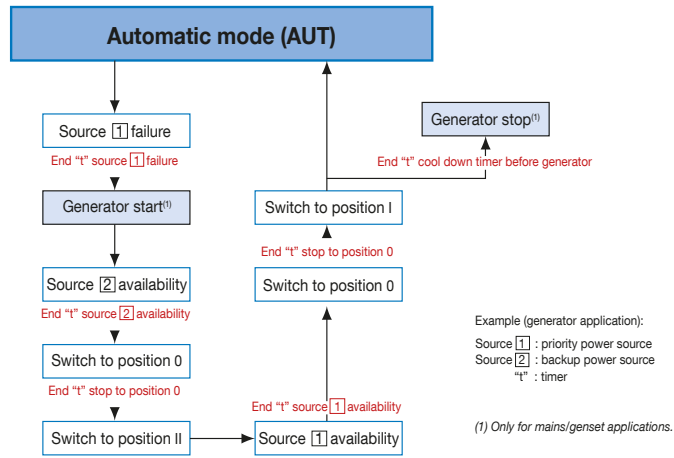 Automatic mode (AUT)
Source 1 failure
End “t” source 1 failure
Generator start(1)
Source 2 availability
End “t” source 2 availability
Switch to position 0
End “t” stop to position 0
Switch to position II
Source 1 availability
End “t” source 1 availability
Switch to position 0
End “t” stop to position 0
Switch to position I
End “t” cool down timer before generator
Generator stop(1)
Example (generator application):
Source 1 : priority power source
Source 2 : backup power source
“t” : timer
(1) Only for mains/genset applications.